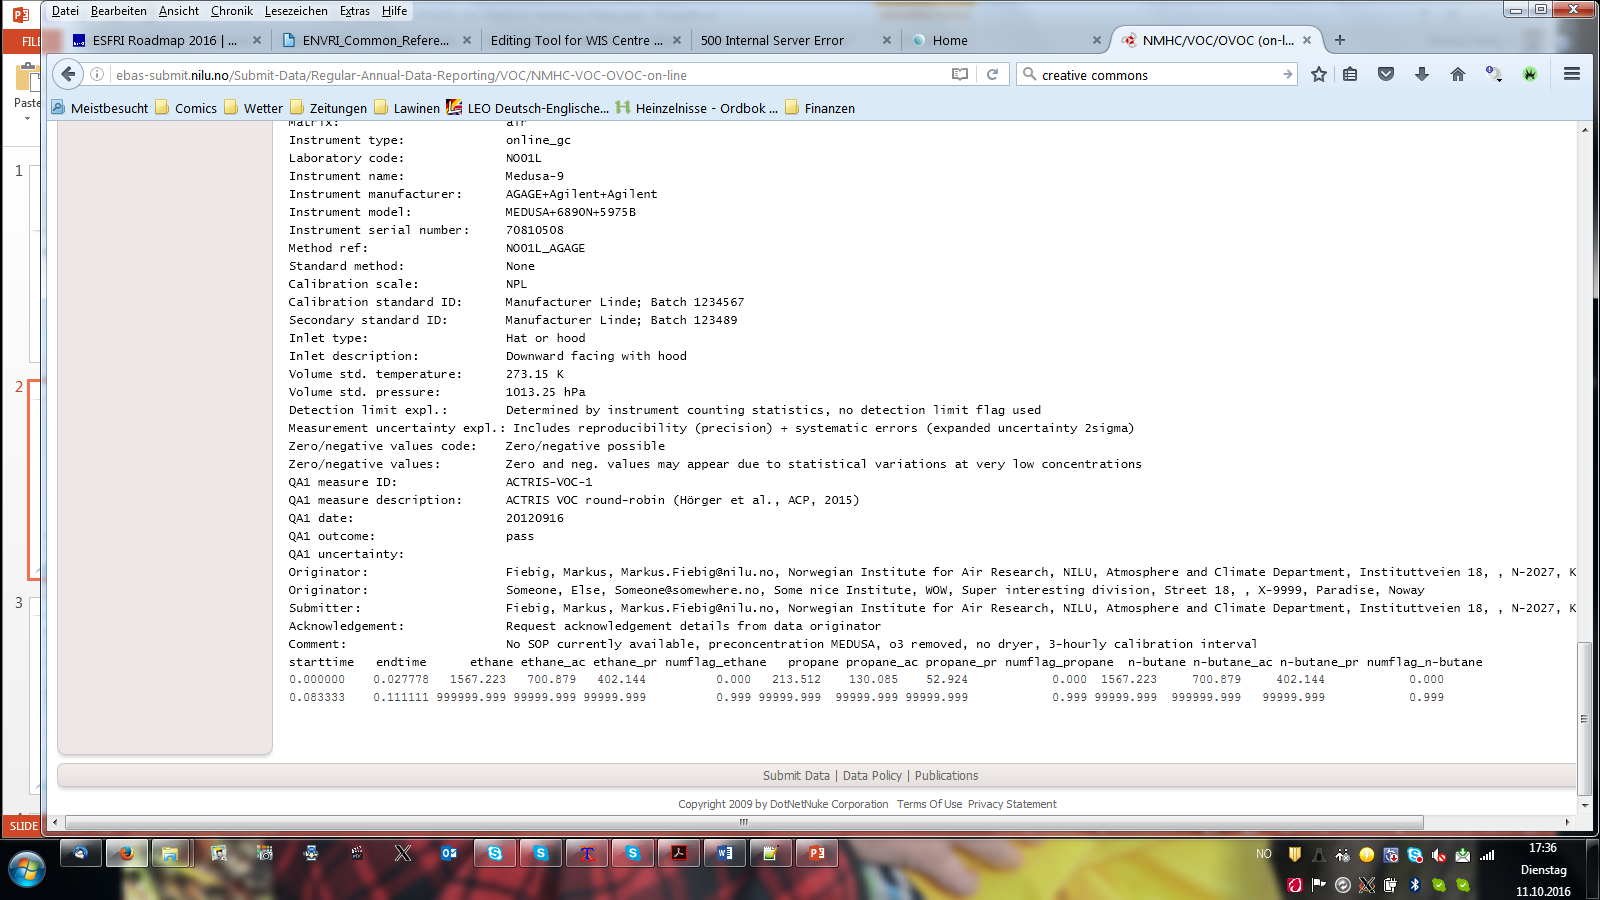 Datei Bearbeiten Ansicht Chronik Lesezeichen Extras Hilfe
ESFRI Roadmap 2016 | ... ENVRI_Common_Refere... Editing Tool for WIS Centre ... 500 Internal Server Error Home NMHC/VOC/OVOC (on-l...
FILE
ebas-submit.nilu.no/Submit-Data/Regular-Annual-Data-Reporting/VOC/NMHC-VOC-OVOC-on-line creative commons
Paste
Meistbesucht Comics Wetter Zeitungen Lawinen LEO Deutsch-Englische... Heinzelnisse - Ordbok ... Finanzen
Matrix: air
Instrument type: online_gc
Laboratory code: NO01L
Instrument name: Medusa-9
Instrument manufacturer: AGAGE+Agilent+Agilent
Instrument model: MEDUSA+6890N+5975B
Instrument serial number: 70810508
Method ref: NO01L_AGAGE
Standard method: None
Calibration scale: NPL
Calibration standard ID: Manufacturer Linde; Batch 1234567
Secondary standard ID: Manufacturer Linde; Batch 123489
Inlet type: Hat or hood
Inlet description: Downward facing with hood
Volume std. temperature: 273.15 K
Volume std. pressure: 1013.25 hPa
Detection limit expl.: Determined by instrument counting statistics, no detection limit flag used
Measurement uncertainty expl.: Includes reproducibility (precision) + systematic errors (expanded uncertainty 2sigma)
Zero/negative values code: Zero/negative possible
Zero/negative values: Zero and neg. values may appear due to statistical variations at very low concentrations
QA1 measure ID: ACTRIS-VOC-1
QA1 measure description: ACTRIS VOC round-robin (Hörger et al., ACP, 2015)
QA1 date: 20120916
QA1 outcome: pass
QA1 uncertainty:
Originator: Fiebig, Markus, Markus.Fiebig@nilu.no, Norwegian Institute for Air Research, NILU, Atmosphere and Climate Department, Instituttveien 18, , N-2027, K
Originator: Someone, Else, Someone@somewhere.no, Some nice Institute, WOW, Super interesting division, Street 18, , X-9999, Paradise, Noway
Submitter: Fiebig, Markus, Markus.Fiebig@nilu.no, Norwegian Institute for Air Research, NILU, Atmosphere and Climate Department, Instituttveien 18, , N-2027, K
Acknowledgement: Request acknowledgement details from data originator
Comment: No SOP currently available, preconcentration MEDUSA, o3 removed, no dryer, 3-hourly calibration interval
starttime endtime ethane ethane_ac ethane_pr numflag_ethane propane propane_ac propane_pr numflag_propane n-butane n-butane_ac n-butane_pr numflag_n-butane
0.000000 0.027778 1567.223 700.879 402.144 0.000 213.512 130.085 52.924 0.000 1567.223 700.879 402.144 0.000
0.083333 0.111111 999999.999 99999.999 99999.999 0.999 99999.999 99999.999 99999.999 0.999 99999.999 999999.999 99999.999 0.999
1
2
3
Submit Data | Data Policy | Publications
Copyright 2009 by DotNetNuke Corporation Terms Of Use Privacy Statement
SLIDE
NO 17:36
Dienstag
11.10.2016